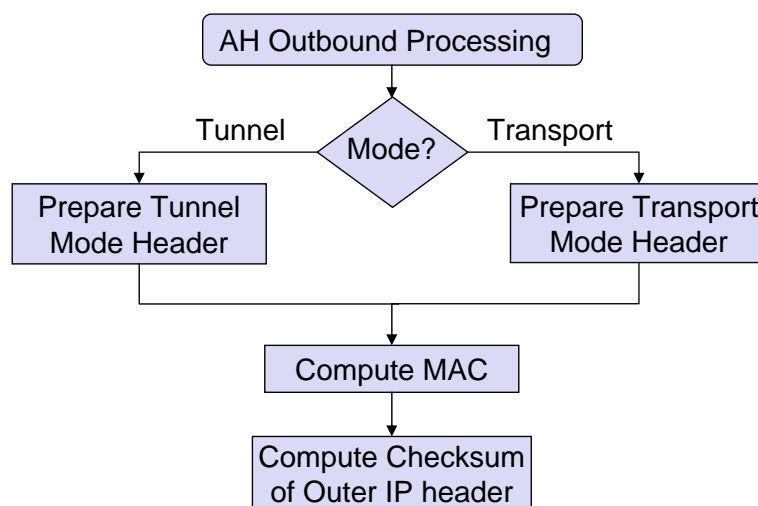 AH Outbound Processing
Tunnel
Transport
Mode?
Prepare Tunnel
Mode Header
Prepare Transport
Mode Header
Compute MAC
Compute Checksum
of Outer IP header